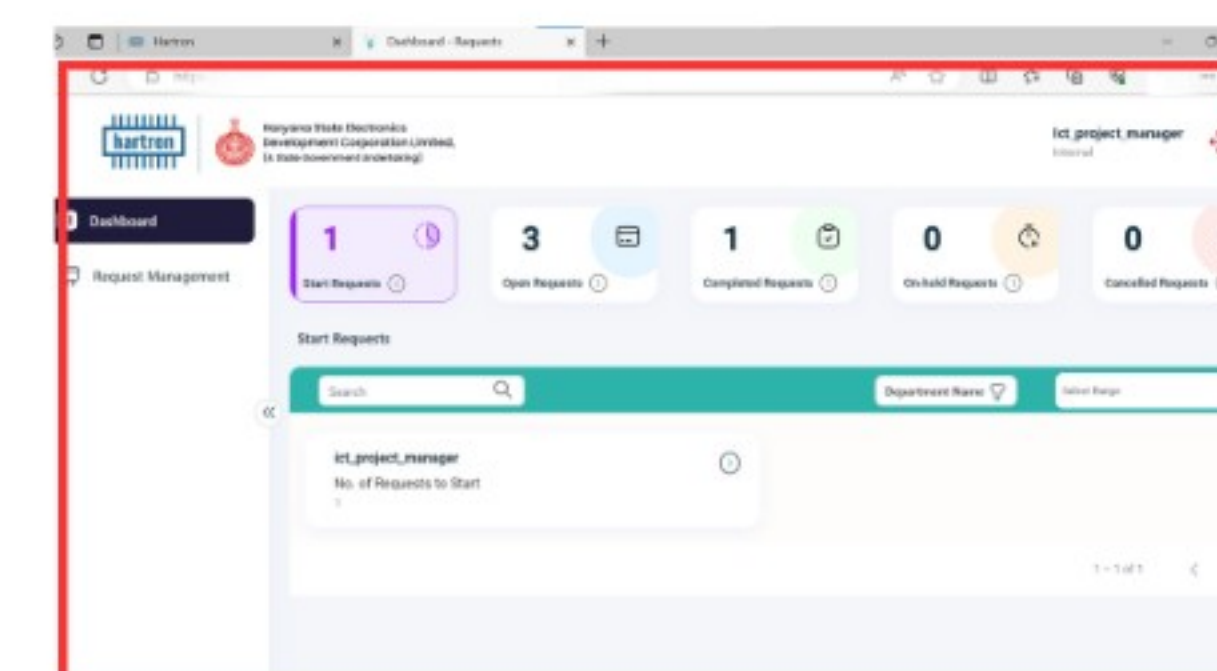 Hartron
Dashboard - Requests
hartron
Haryana State Electronics
Development Corporation Limited,
(A State Government Undertaking)
Ict_project_manager
Internal
Dashboard
Request Management
1
Start Requests
3
Open Requests
1
Completed Requests
0
On-hold Requests
0
Cancelled Requests
Start Requests
Search
Department Name
Select Range
ict_project_manager
No. of Requests to Start
1
1 – 1 of 1